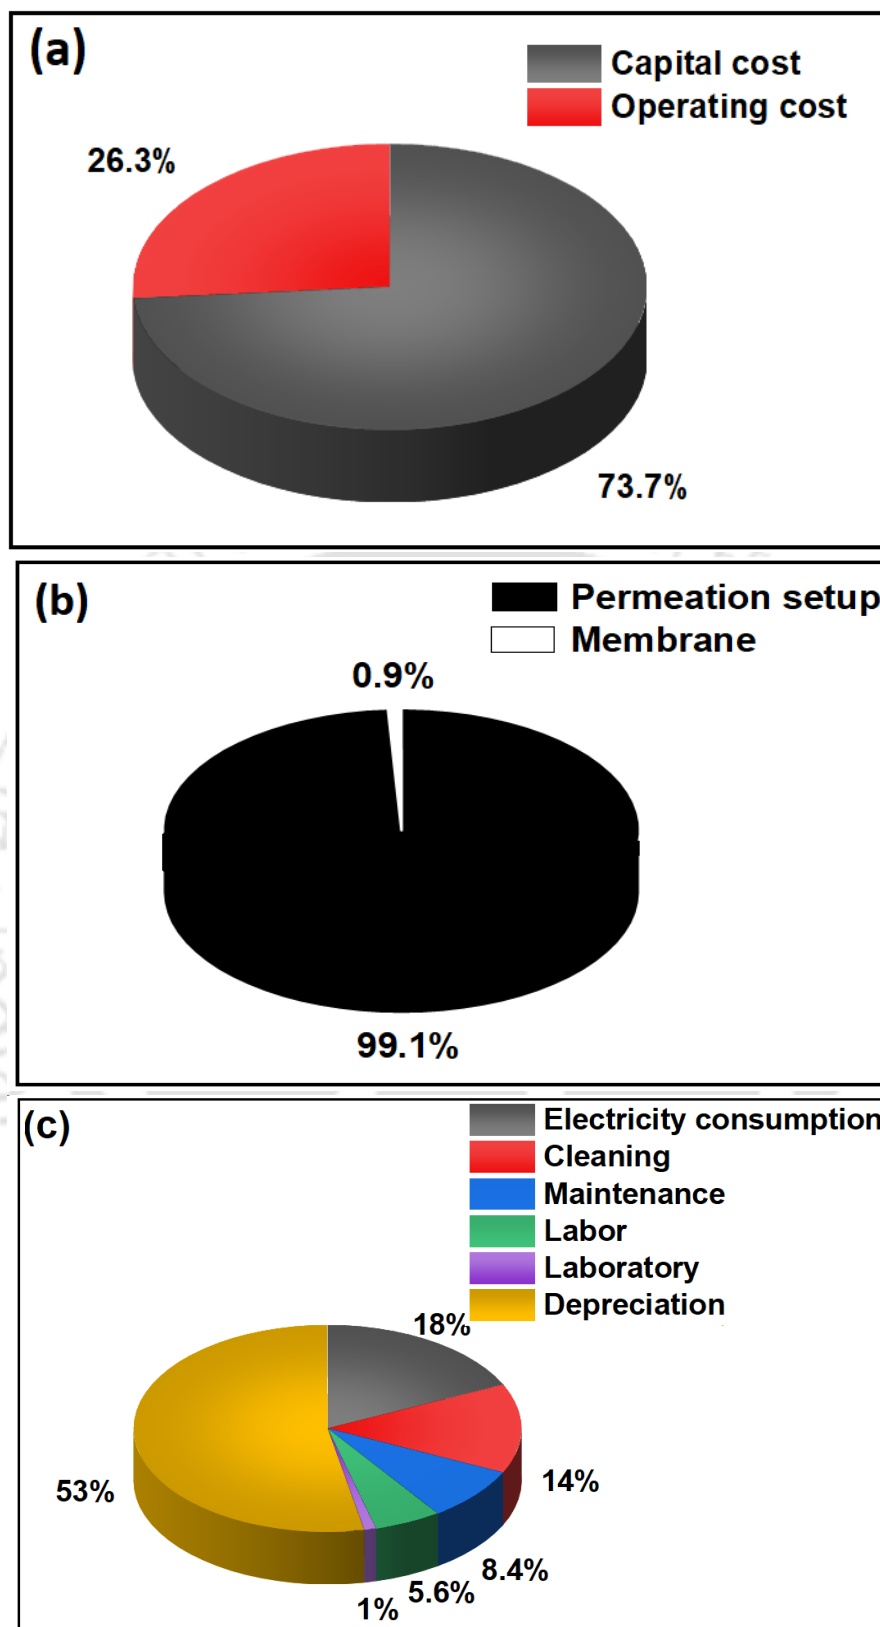 (a)
Capital cost
Operating cost
26.3%
73.7%
(b)
Permeation setup
Membrane
0.9%
99.1%
(c)
Electricity consumption
Cleaning
Maintenance
Labor
Laboratory
Depreciation
18%
53%
14%
8.4%
5.6%
1%